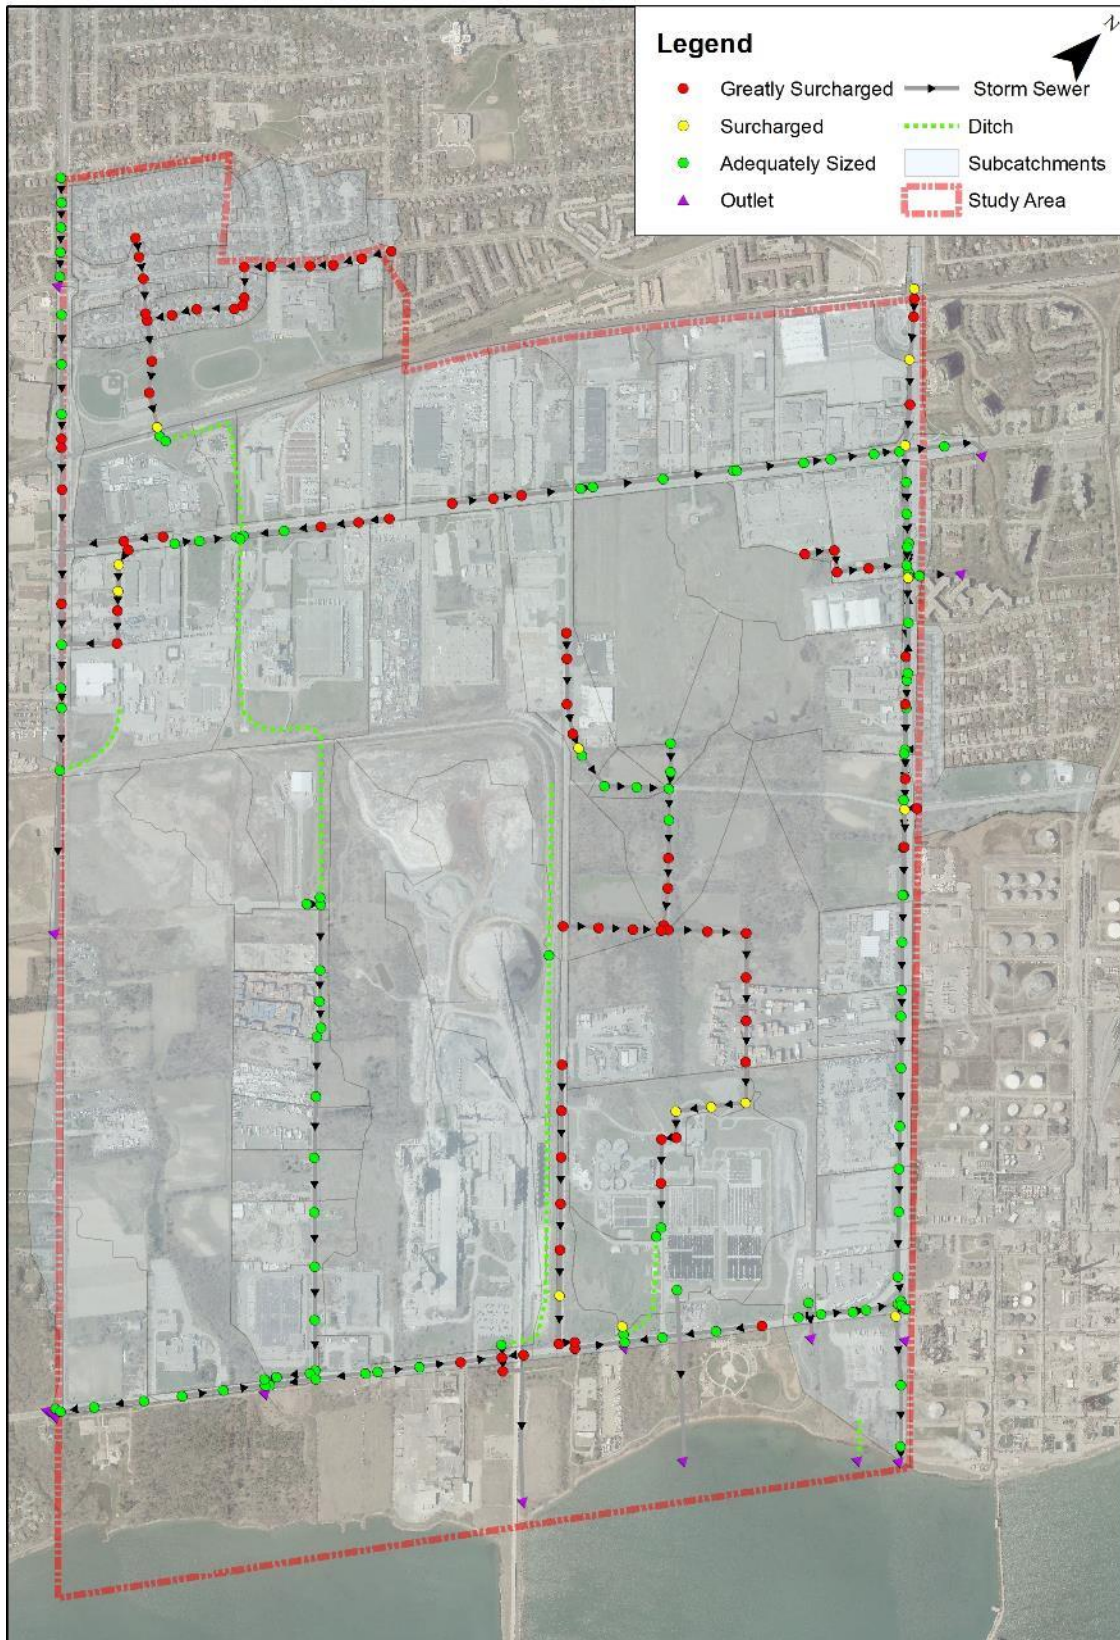 N
Legend
Greatly Surcharged
Storm Sewer
Surcharged
Ditch
Adequately Sized
Subcatchments
Outlet
Study Area